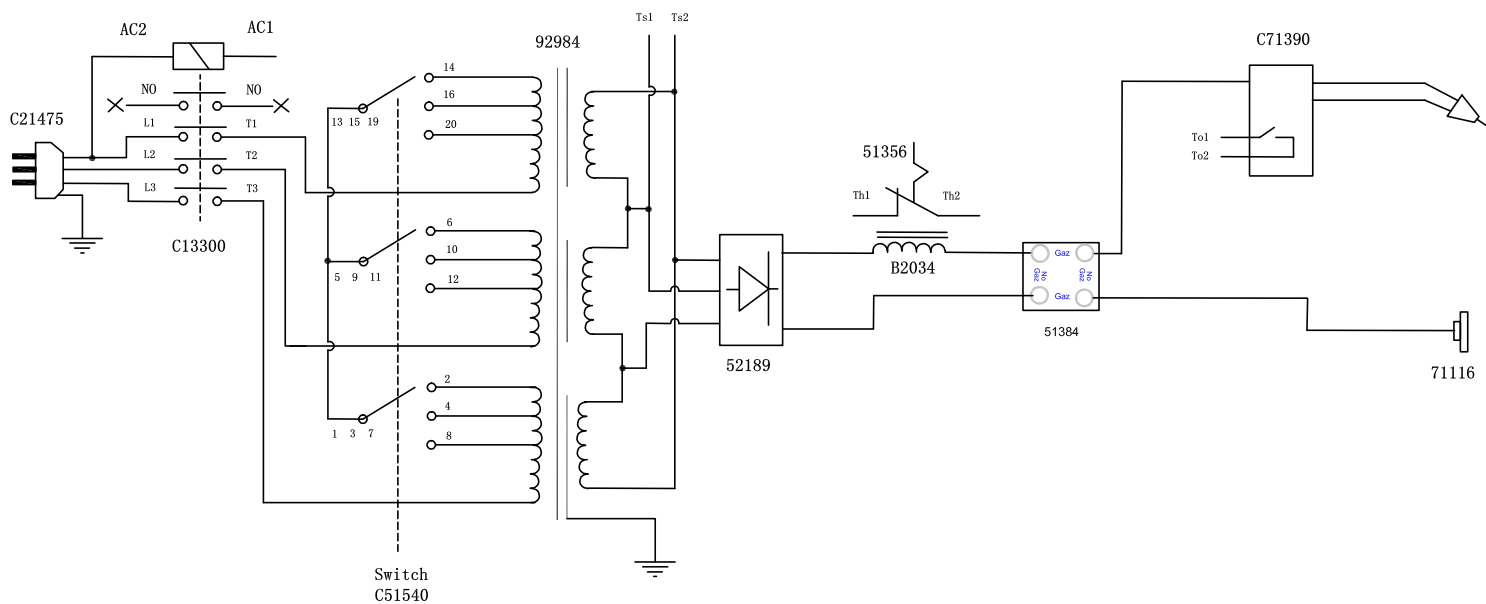 Ts1 Ts2
AC2 AC1
92984
C71390
NO NO
C21475
L1 T1
L2 T2
L3 T3
C13300
14
16
20
13 15 19
6
10
12
5 9 11
2
4
8
1 3 7
Switch
C51540
52189
51356
Th1 Th2
B2034
Gaz
No Gaz
No Gaz
Gaz
51384
To1
To2
71116